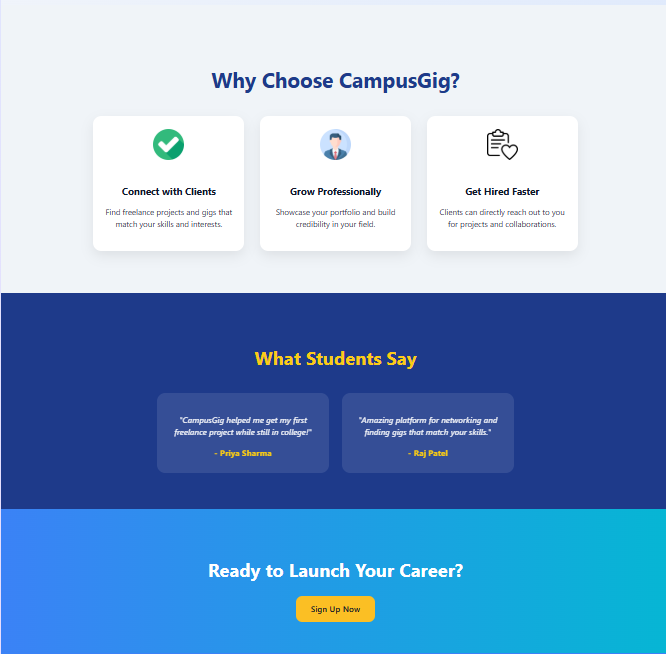 Why Choose CampusGig?
Connect with Clients
Find freelance projects and gigs that
match your skills and interests.
Grow Professionally
Showcase your portfolio and build
credibility in your field.
Get Hired Faster
Clients can directly reach out to you
for projects and collaborations.
What Students Say
"CampusGig helped me get my first
freelance project while still in college!"
- Priya Sharma
"Amazing platform for networking and
finding gigs that match your skills."
- Raj Patel
Ready to Launch Your Career?
Sign Up Now